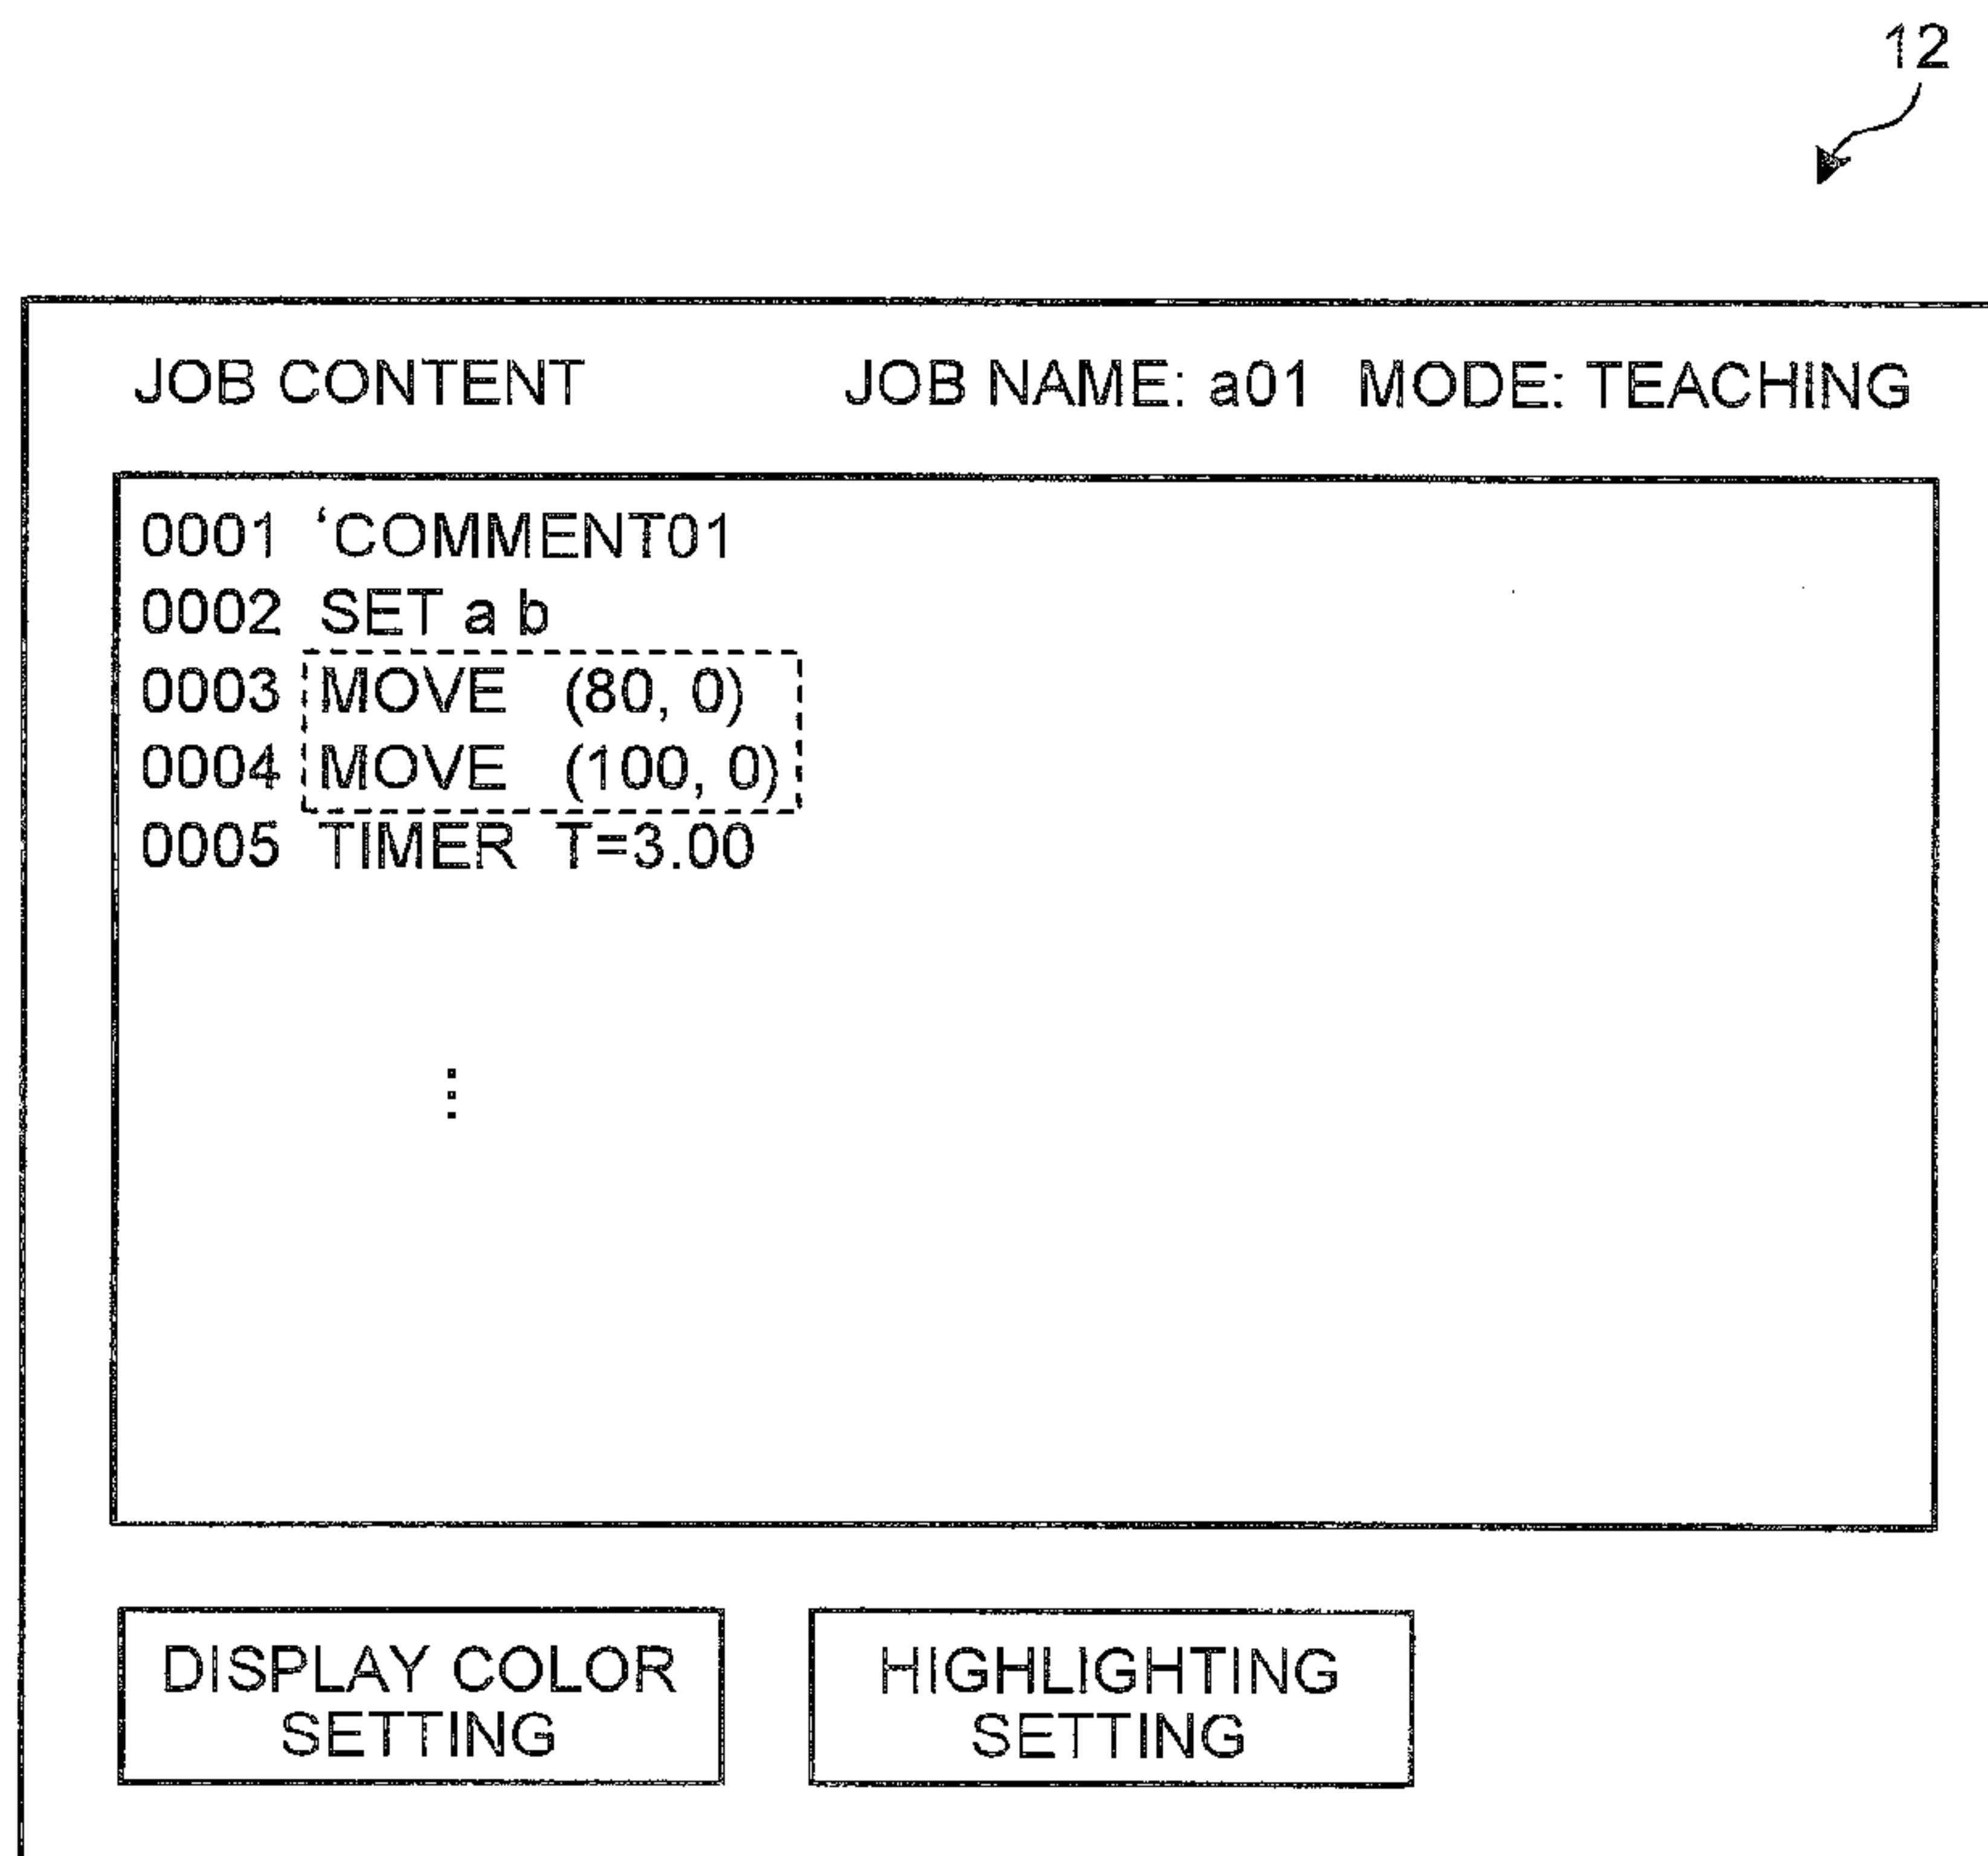 12
JOB CONTENT JOB NAME: a01 MODE: TEACHING
0001 ‘COMMENT01
0002 SET a b
0003 MOVE (80, 0)
0004 MOVE (100, 0)
0005 TIMER T=3.00
⋮
DISPLAY COLOR
SETTING
HIGHLIGHTING
SETTING